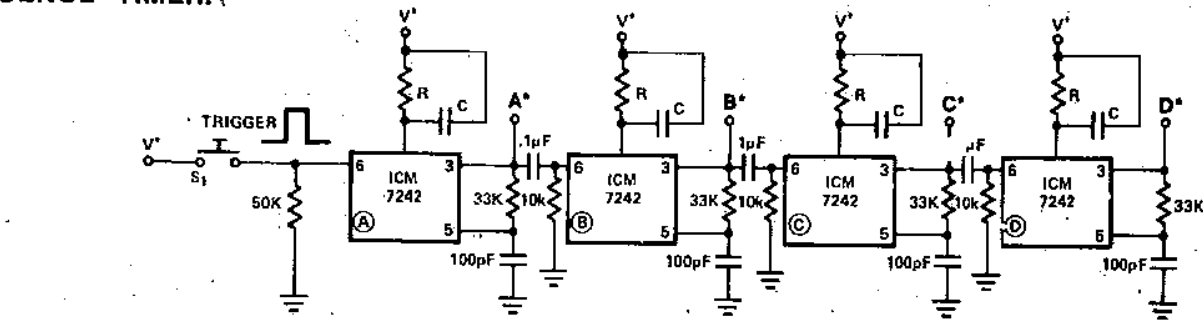 V+
V+
V+
V+
R
C
R
C
R
C
R
C
A*
B*
C*
D*
TRIGGER
V+
S1
50K
6
ICM
7242
3
5
A
33K
100pF
.1µF
10k
6
ICM
7242
3
5
B
33K
100pF
1µF
10k
6
ICM
7242
3
5
C
33K
100pF
µF
10k
6
ICM
7242
3
5
D
33K
100pF